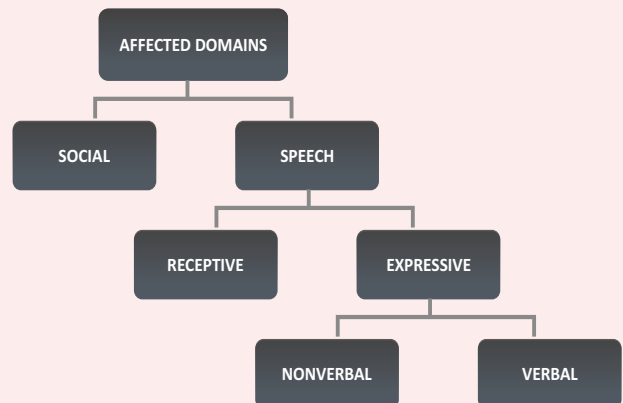 AFFECTED DOMAINS
SOCIAL
SPEECH
RECEPTIVE
EXPRESSIVE
NONVERBAL
VERBAL